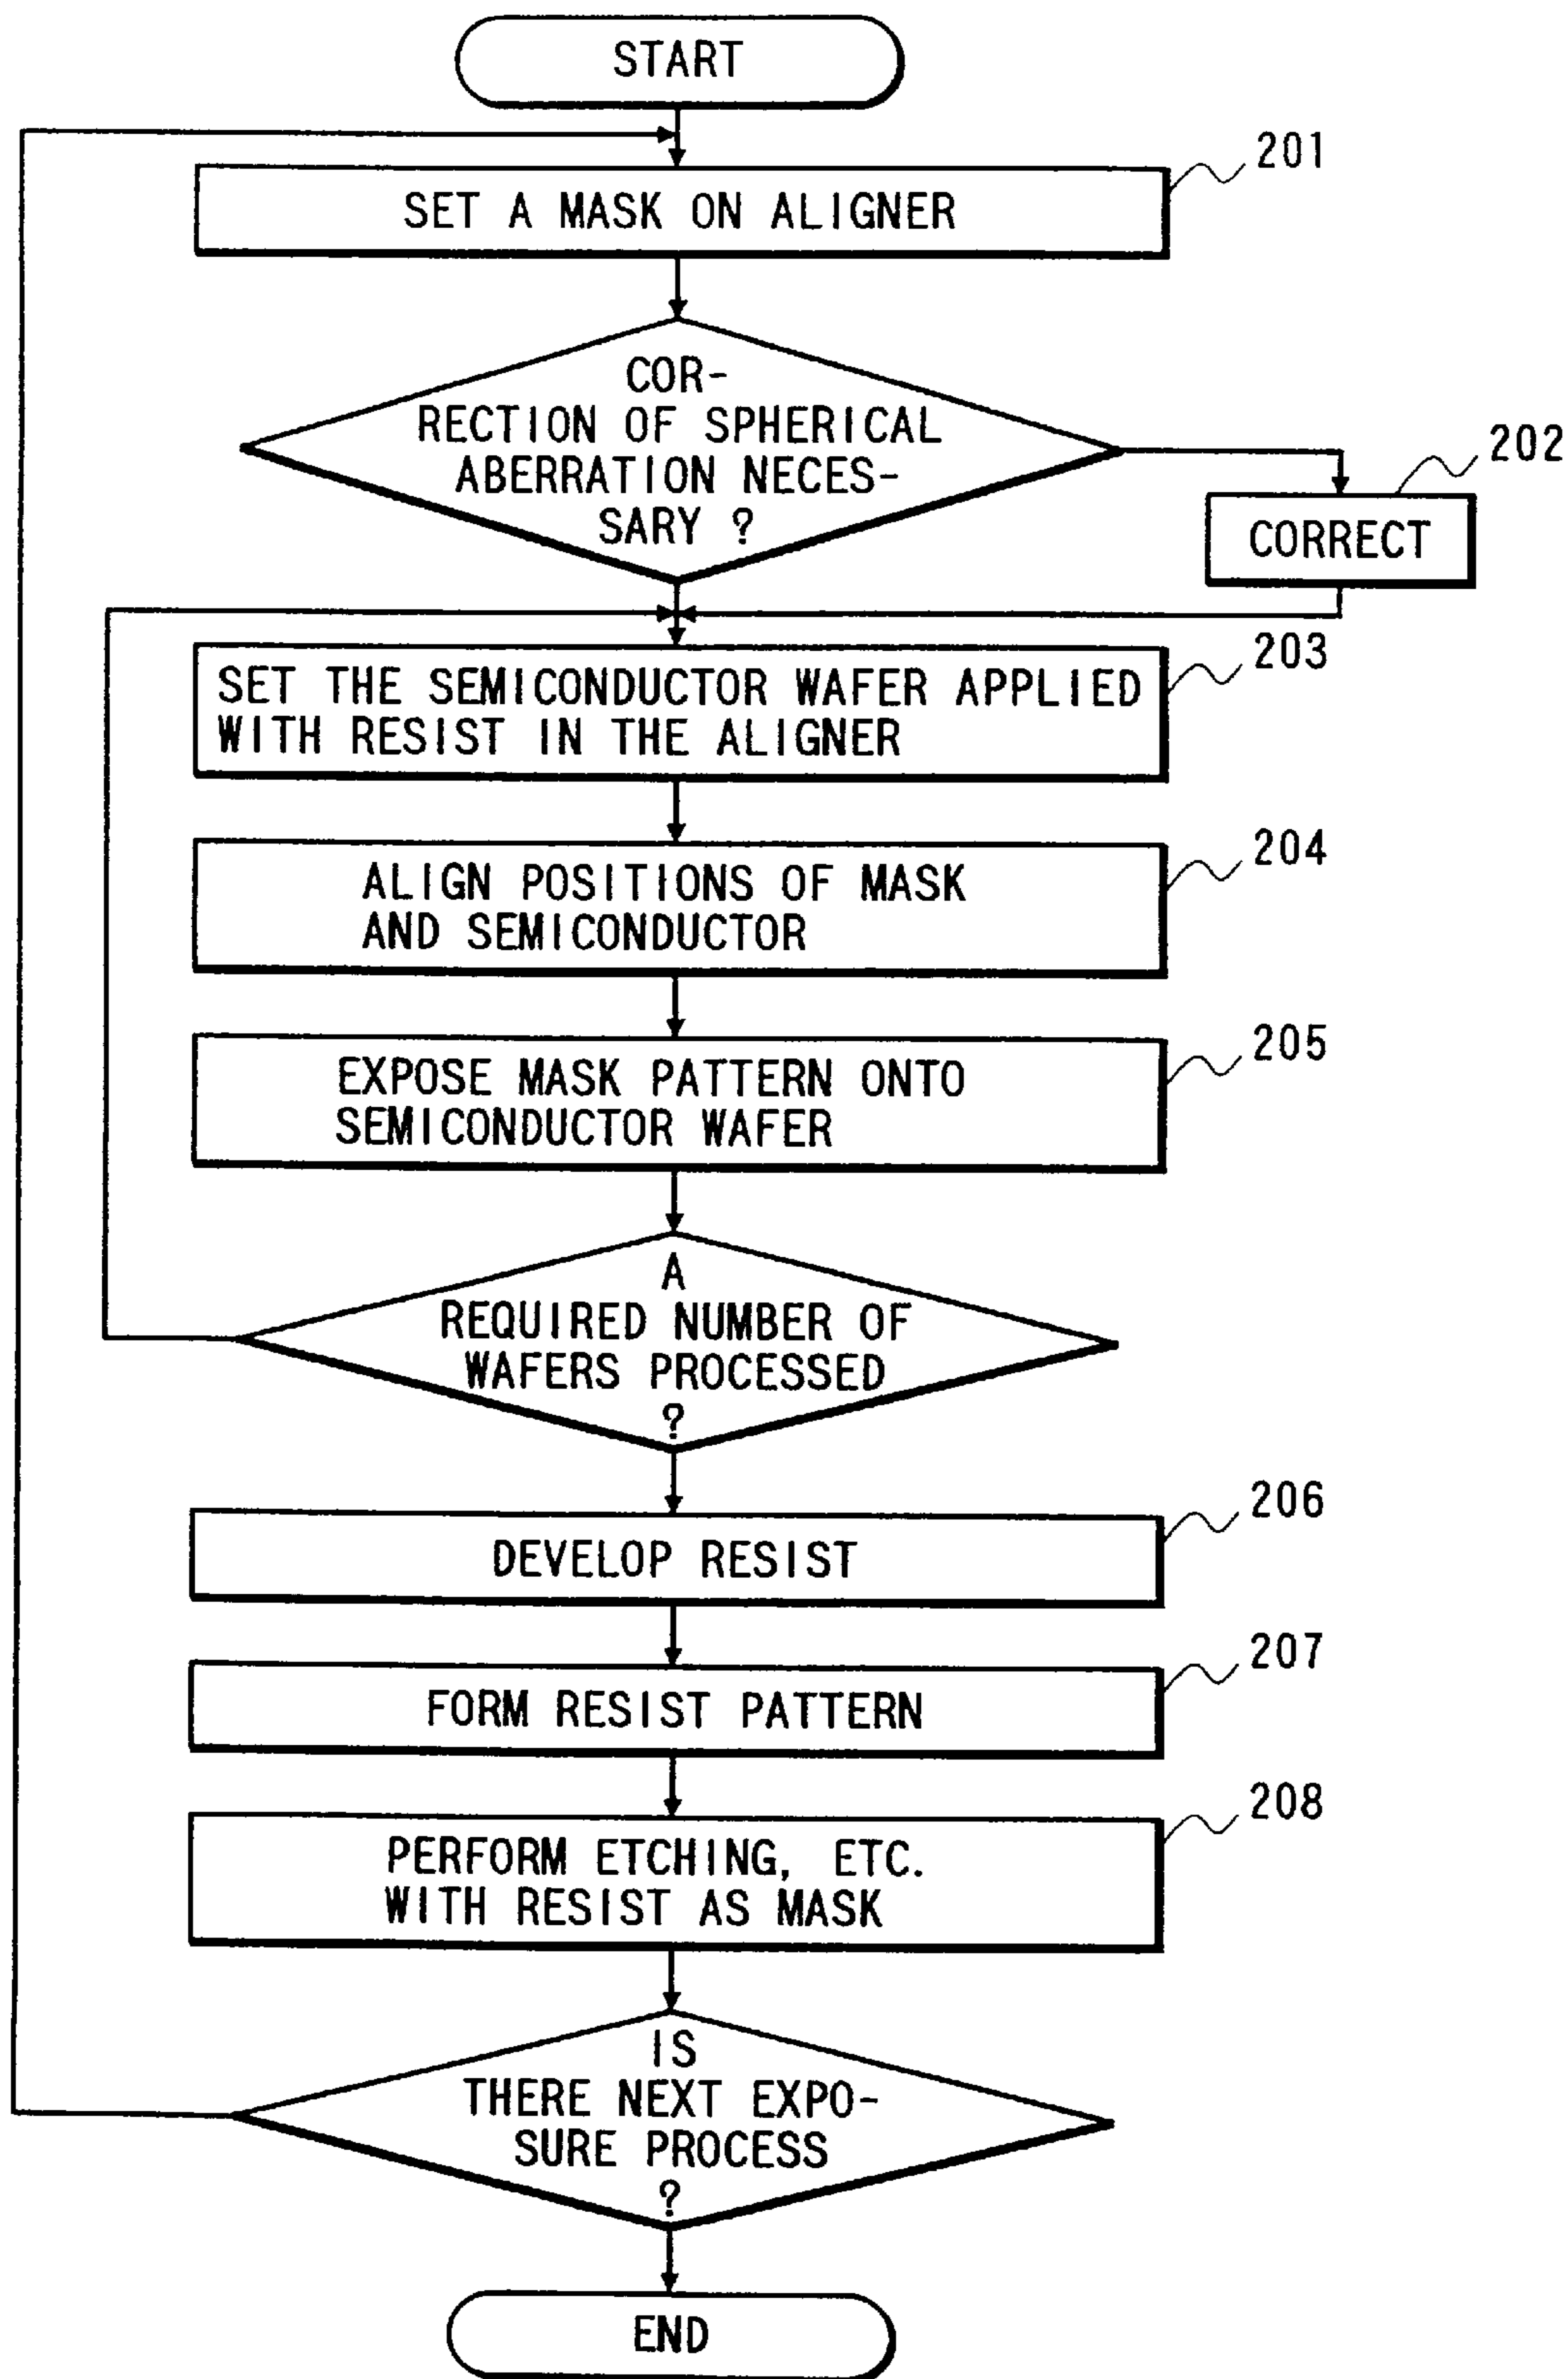 START
201
SET A MASK ON ALIGNER
COR-
RECTION OF SPHERICAL
ABERRATION NECES-
SARY ?
202
CORRECT
203
SET THE SEMICONDUCTOR WAFER APPLIED
WITH RESIST IN THE ALIGNER
204
ALIGN POSITIONS OF MASK
AND SEMICONDUCTOR
205
EXPOSE MASK PATTERN ONTO
SEMICONDUCTOR WAFER
A
REQUIRED NUMBER OF
WAFERS PROCESSED
?
206
DEVELOP RESIST
207
FORM RESIST PATTERN
208
PERFORM ETCHING, ETC.
WITH RESIST AS MASK
IS
THERE NEXT EXPO-
SURE PROCESS
?
END